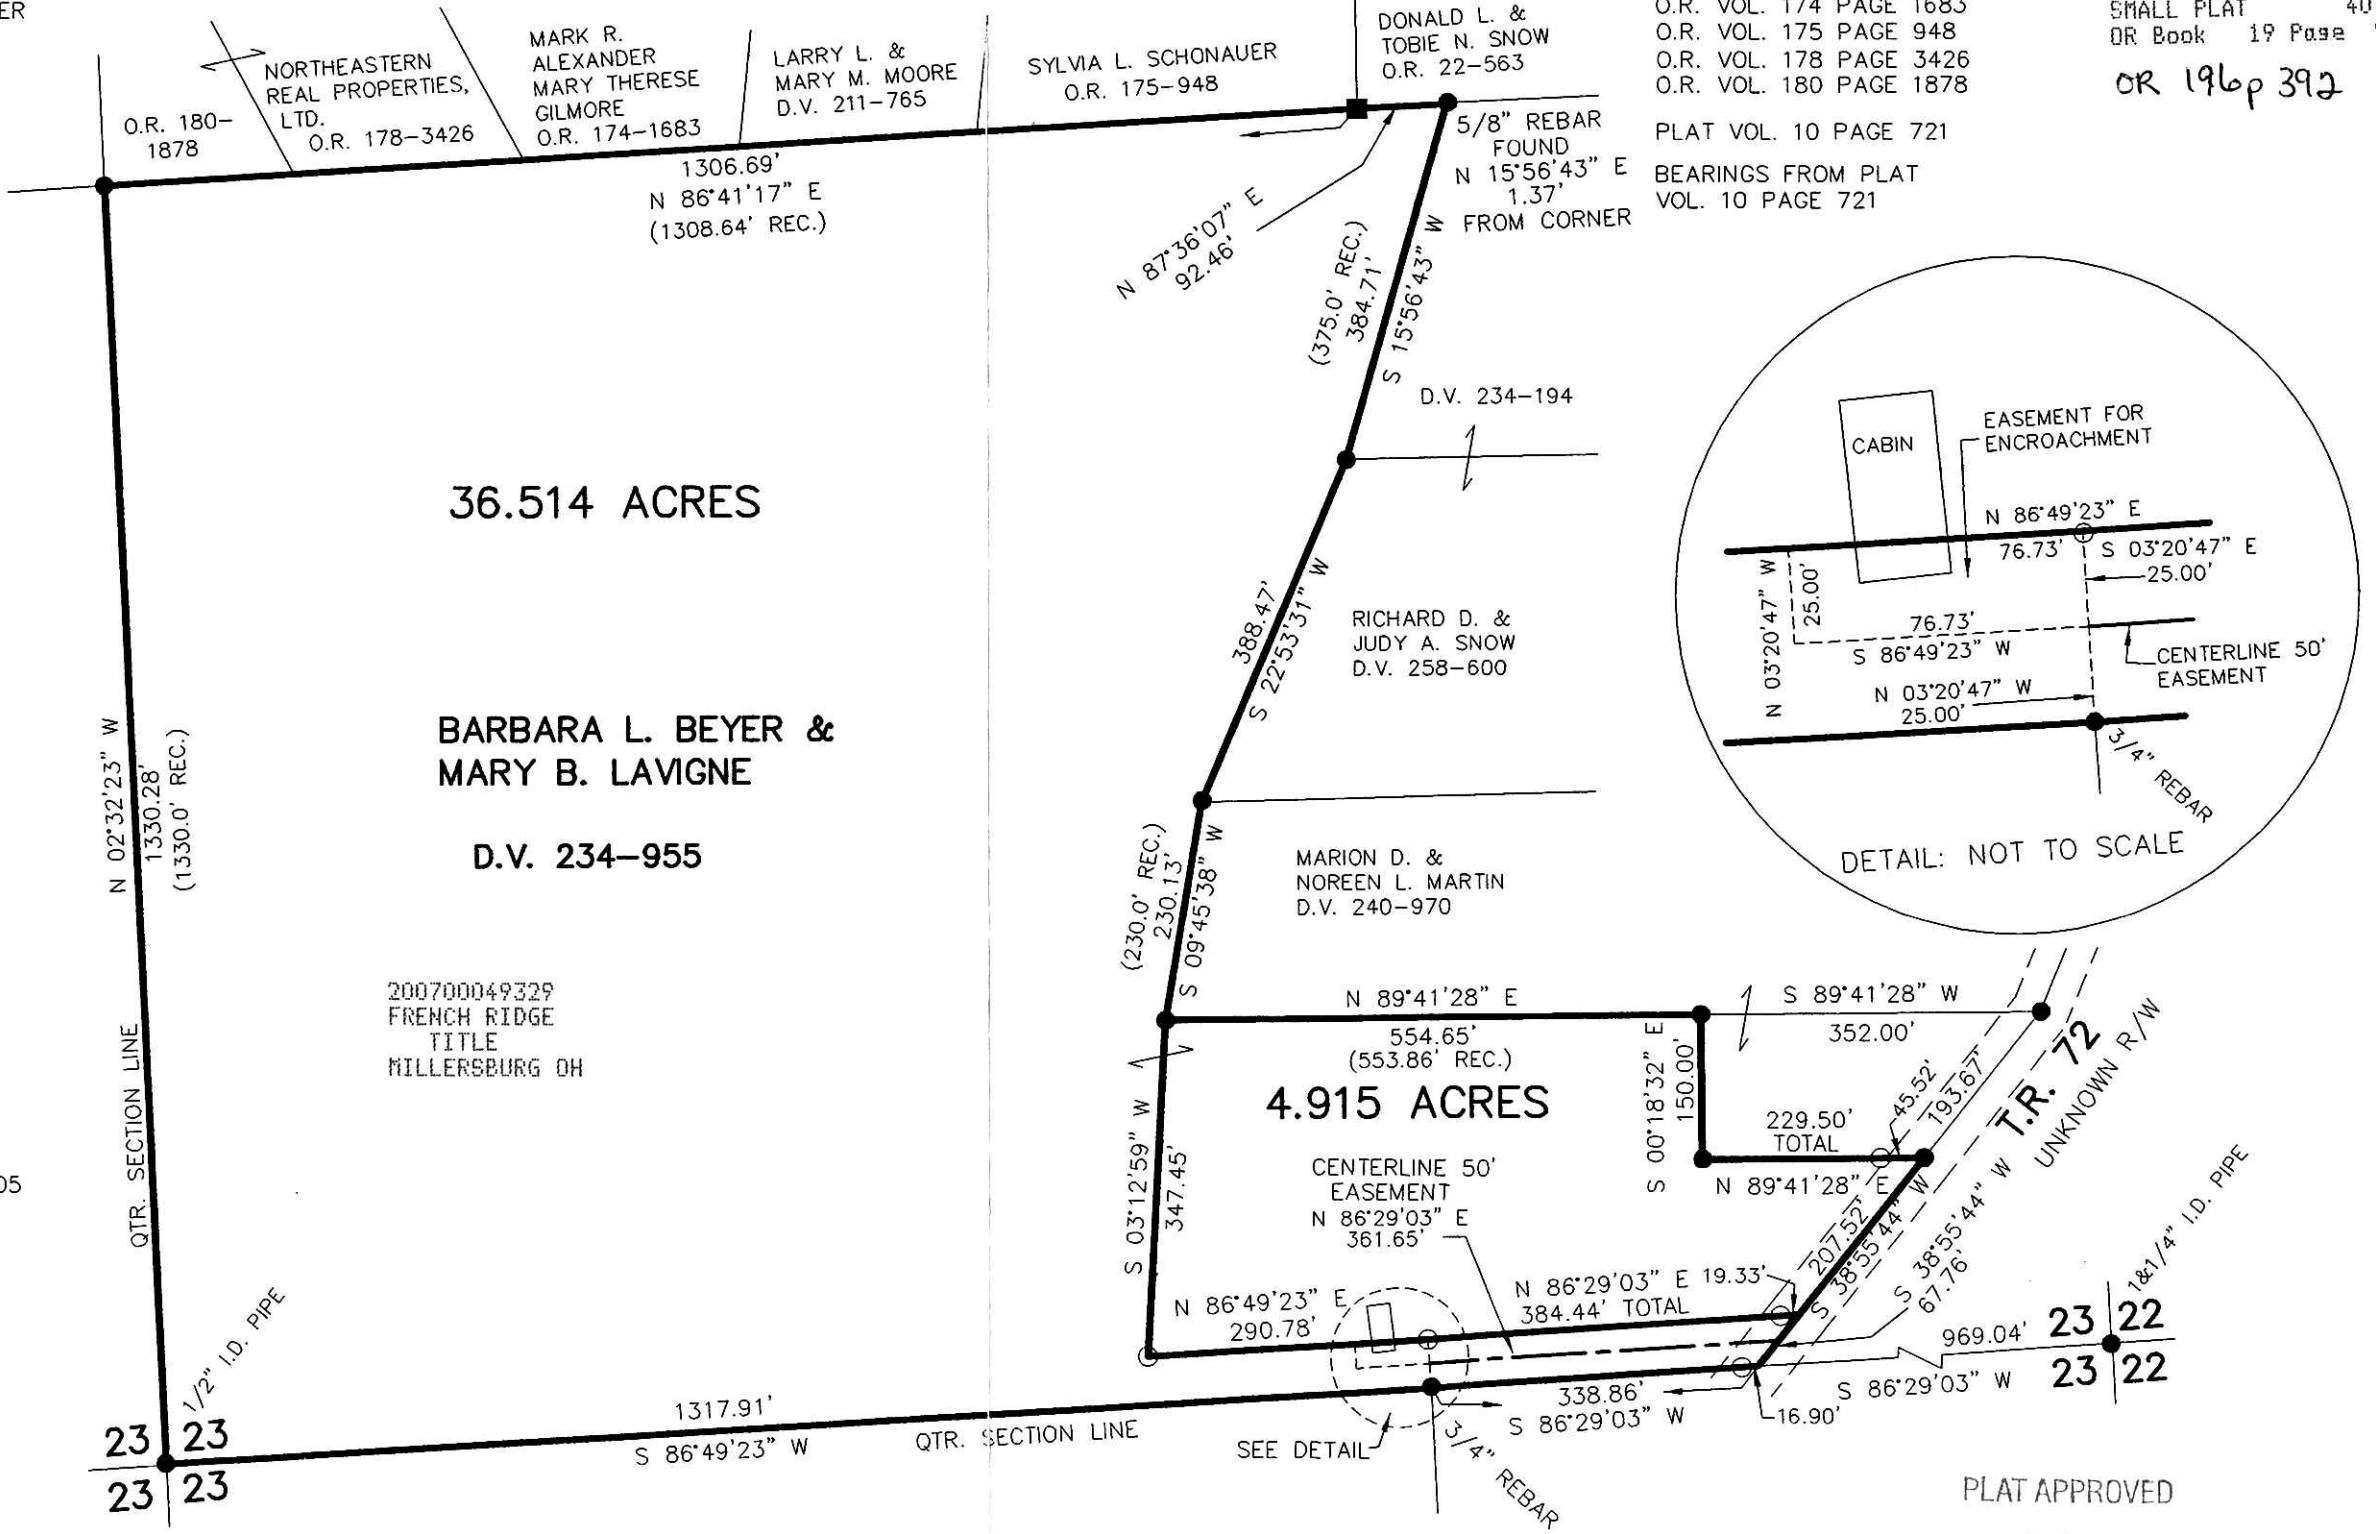 ER
O.R. 180-
1878
NORTHEASTERN
REAL PROPERTIES,
LTD.
O.R. 178-3426
MARK R.
ALEXANDER
MARY THERESE
GILMORE
O.R. 174-1683
LARRY L. &
MARY M. MOORE
D.V. 211-765
SYLVIA L. SCHONAUER
O.R. 175-948
DONALD L. &
TOBIE N. SNOW
O.R. 22-563
O.R. VOL. 174 PAGE 1683
O.R. VOL. 175 PAGE 948
O.R. VOL. 178 PAGE 3426
O.R. VOL. 180 PAGE 1878
PLAT VOL. 10 PAGE 721
BEARINGS FROM PLAT
VOL. 10 PAGE 721
SMALL PLAT 40
OR Book 19 Page
OR 196p 392
1306.69'
N 86°41'17" E
(1308.64' REC.)
N 87°36'07" E
92.46'
5/8" REBAR
FOUND
N 15°56'43" E
1.37'
FROM CORNER
(375.0' REC.)
384.71'
S 15°56'43" W
D.V. 234-194
36.514 ACRES
BARBARA L. BEYER &
MARY B. LAVIGNE
D.V. 234-955
388.47'
S 22°53'31" W
RICHARD D. &
JUDY A. SNOW
D.V. 258-600
CABIN
EASEMENT FOR
ENCROACHMENT
N 86°49'23" E
76.73'
S 03°20'47" E
25.00'
N 03°20'47" W
25.00'
76.73'
S 86°49'23" W
CENTERLINE 50'
EASEMENT
N 03°20'47" W
25.00'
3/4" REBAR
DETAIL: NOT TO SCALE
N 02°32'23" W
1330.28'
(1330.0' REC.)
(230.0' REC.)
230.13'
S 09°45'38" W
MARION D. &
NOREEN L. MARTIN
D.V. 240-970
200700049329
FRENCH RIDGE
TITLE
MILLERSBURG OH
QTR. SECTION LINE
05
N 89°41'28" E
554.65'
(553.86' REC.)
4.915 ACRES
S 89°41'28" W
352.00'
S 00°18'32" E
150.00'
229.50'
TOTAL
N 89°41'28" E
45.52'
193.67'
T.R. 72
UNKNOWN R/W
S 03°12'59" W
347.45'
CENTERLINE 50'
EASEMENT
N 86°29'03" E
361.65'
207.52'
S 38°55'44" W
S 38°55'44" W
67.76'
N 86°49'23" E
290.78'
N 86°29'03" E 19.33'
384.44' TOTAL
1&1/4" I.D. PIPE
969.04'
23 22
23 22
S 86°29'03" W
338.86'
S 86°29'03" W
16.90'
1/2" I.D. PIPE
23 23
23 23
1317.91'
S 86°49'23" W
QTR. SECTION LINE
SEE DETAIL
3/4" REBAR
PLAT APPROVED